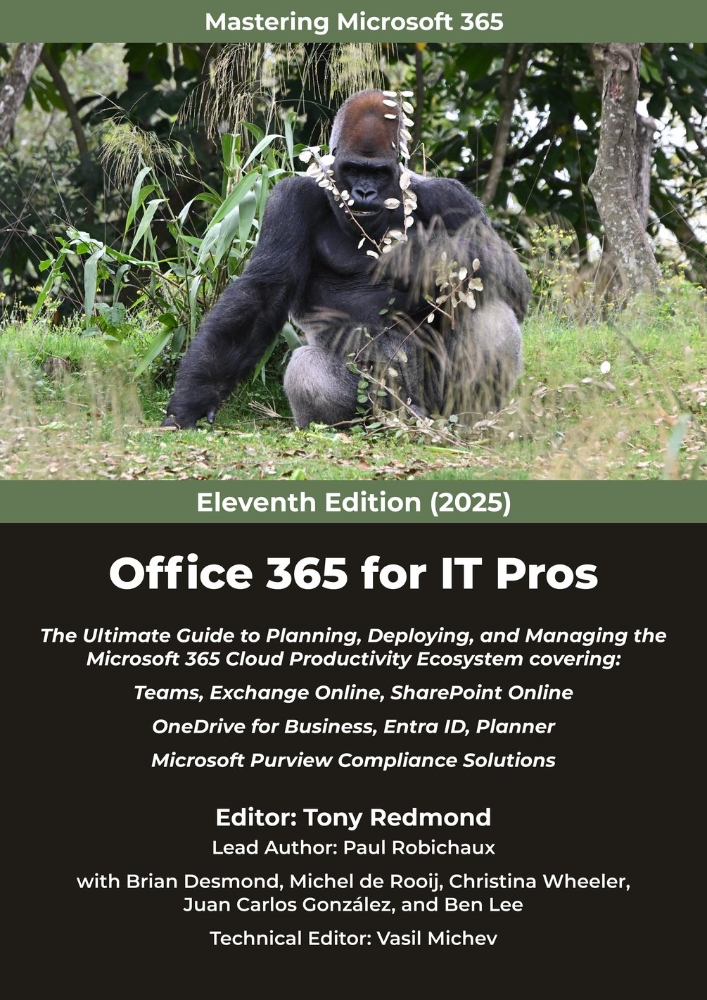 Mastering Microsoft 365
Eleventh Edition (2025)
Office 365 for IT Pros
The Ultimate Guide to Planning, Deploying, and Managing the
Microsoft 365 Cloud Productivity Ecosystem covering:
Teams, Exchange Online, SharePoint Online
OneDrive for Business, Entra ID, Planner
Microsoft Purview Compliance Solutions
Editor: Tony Redmond
Lead Author: Paul Robichaux
with Brian Desmond, Michel de Rooij, Christina Wheeler,
Juan Carlos González, and Ben Lee
Technical Editor: Vasil Michev